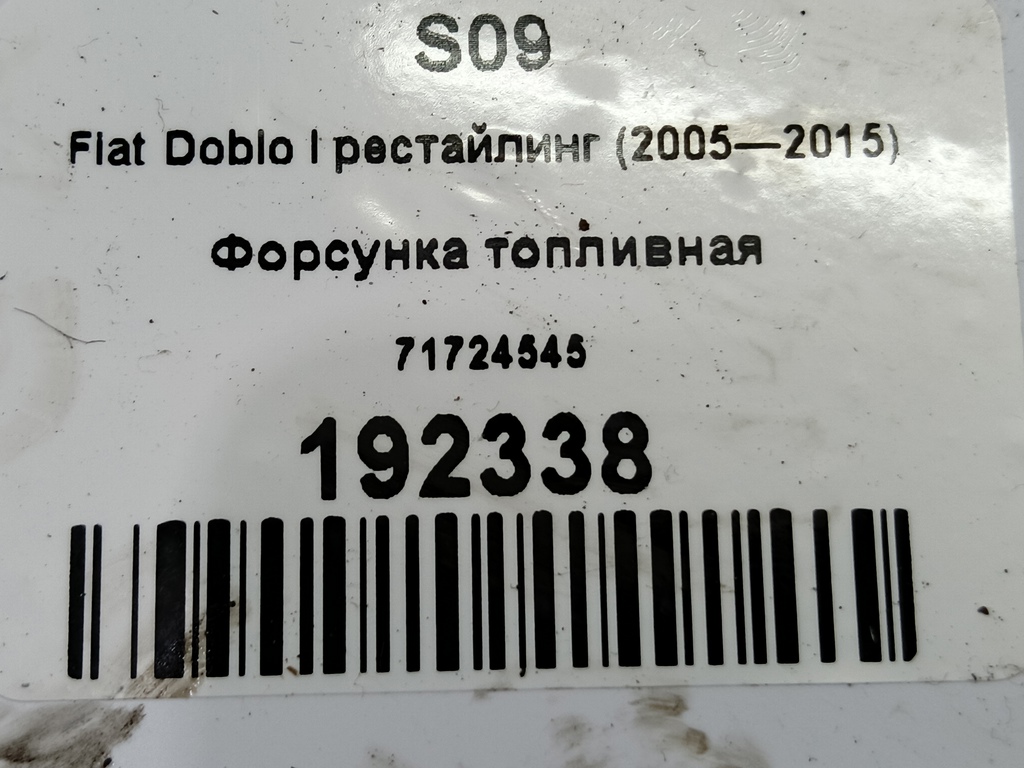 S09
Fiat Doblo I рестайлинг (2005—2015)
Форсунка топливная
71724545
192338